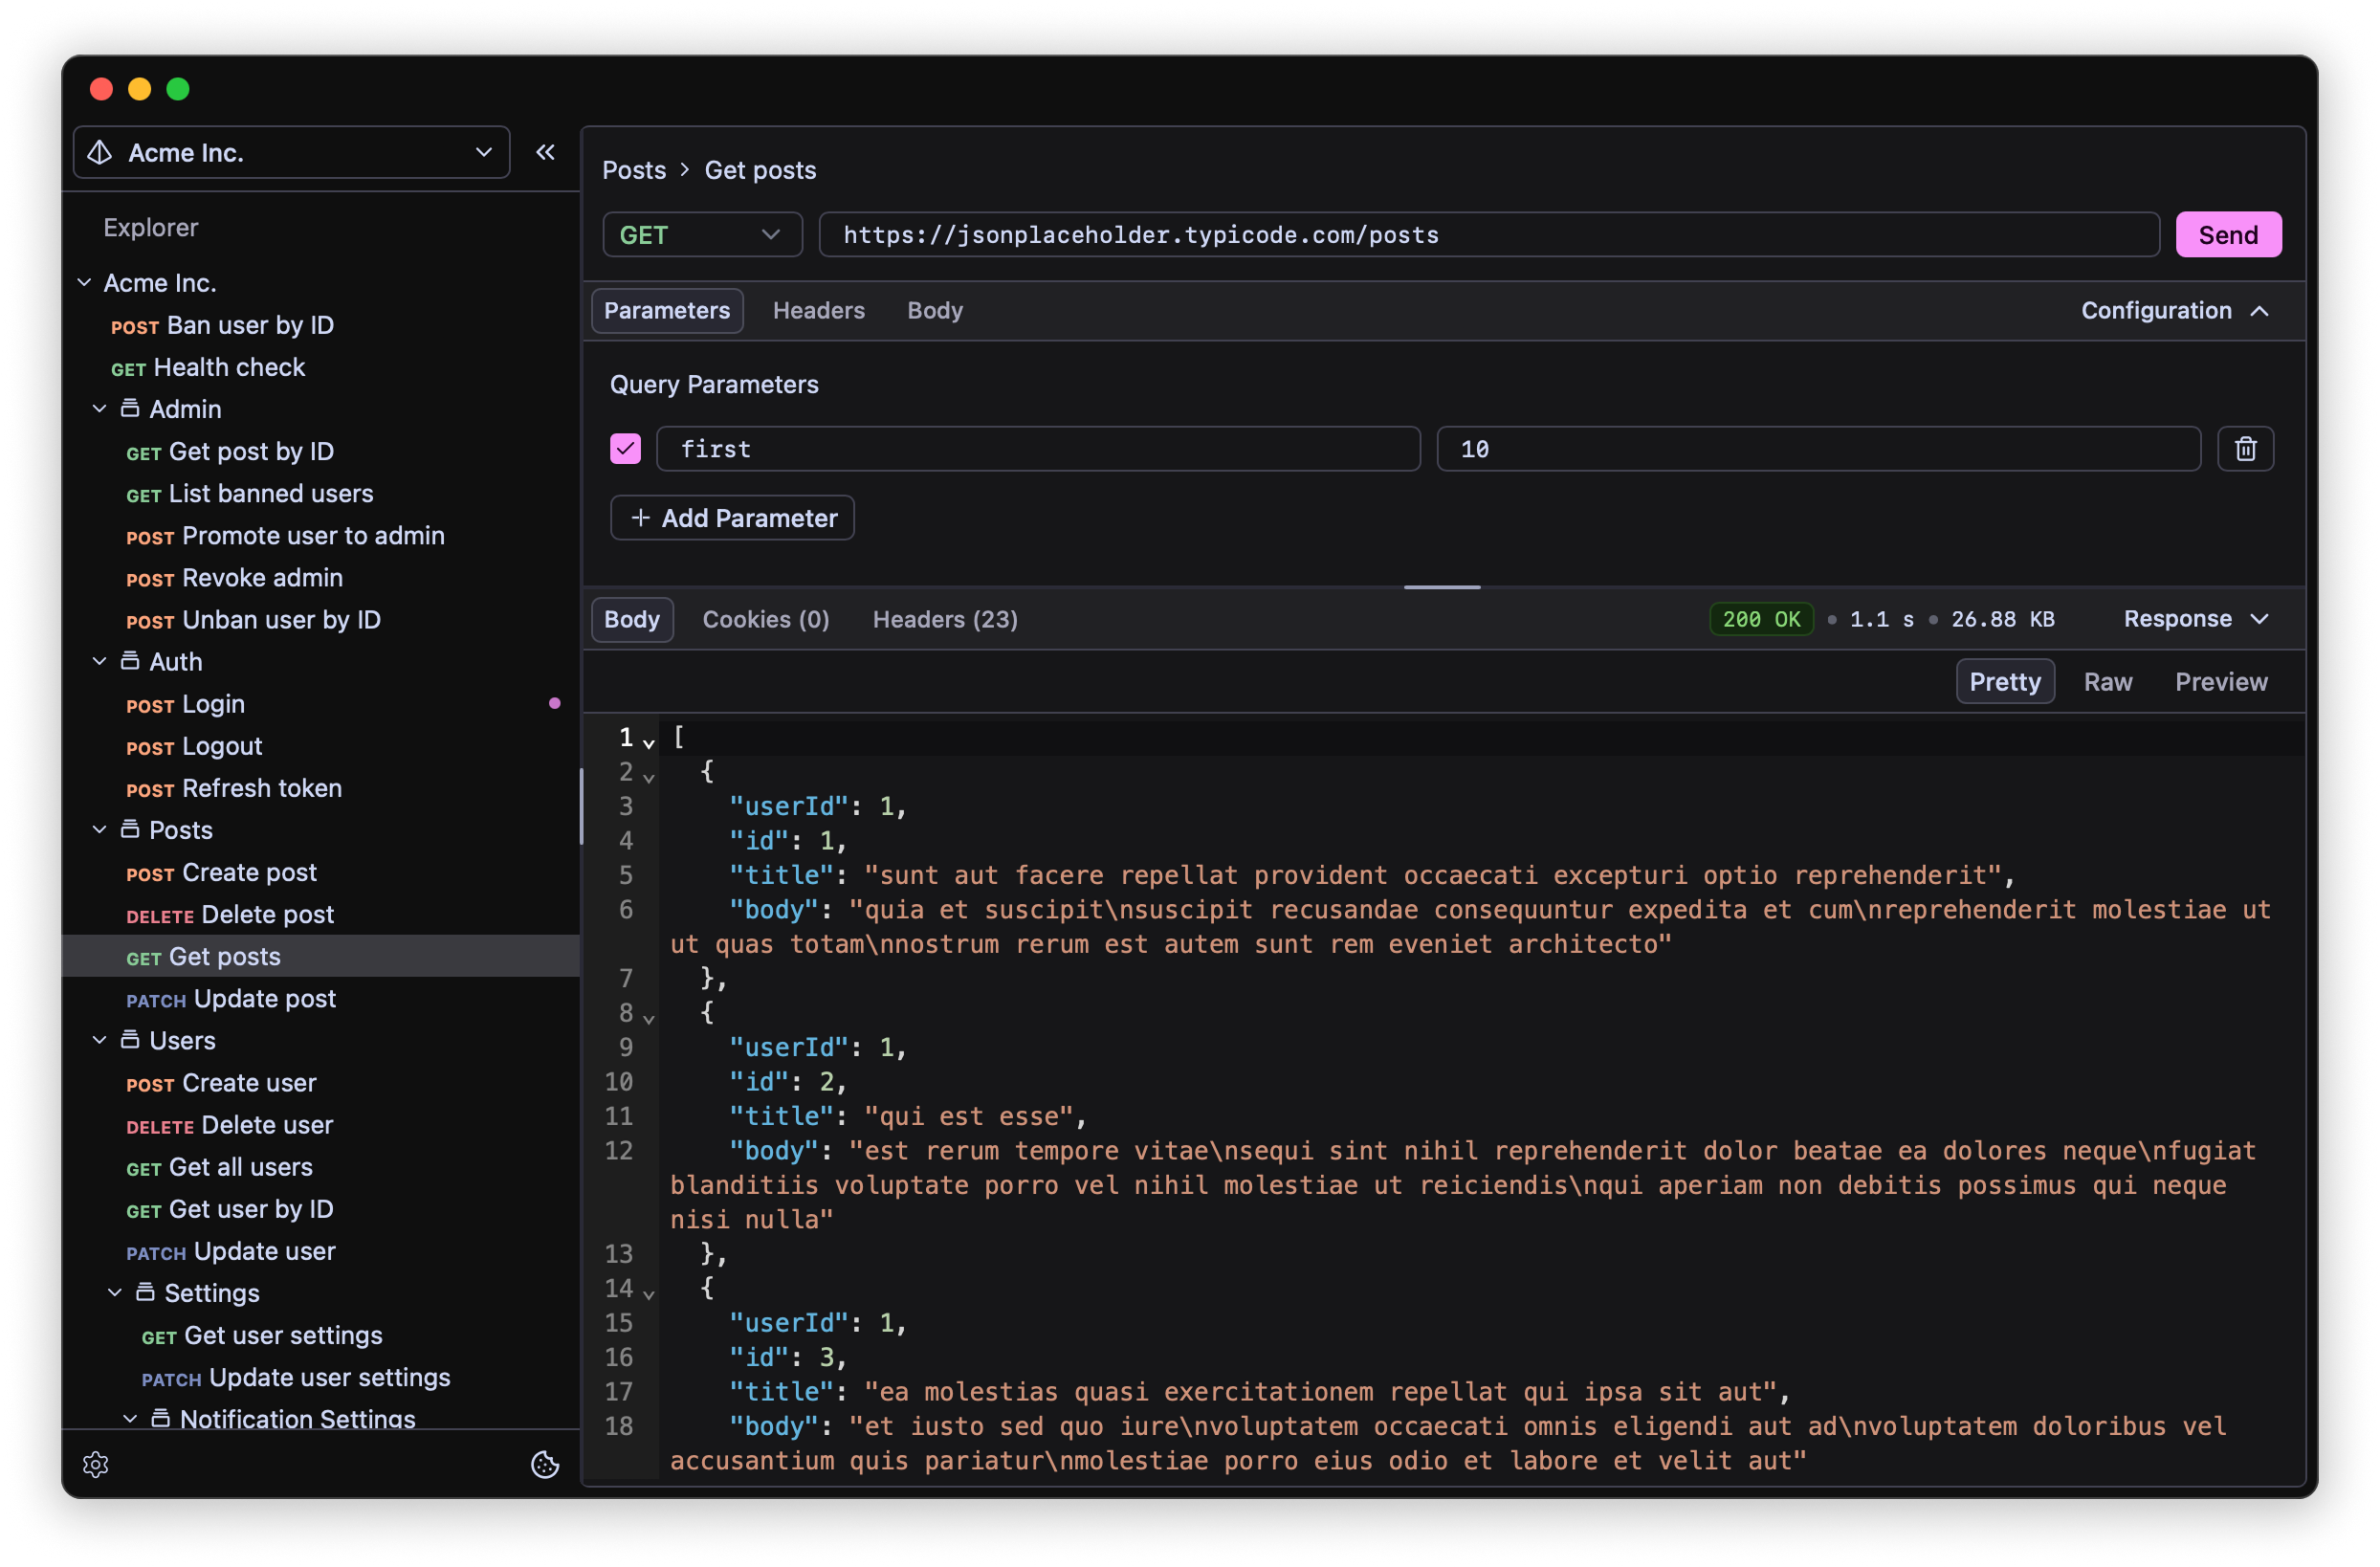 Acme Inc.
Explorer
Acme Inc.
POST Ban user by ID
GET Health check
Admin
GET Get post by ID
GET List banned users
POST Promote user to admin
POST Revoke admin
POST Unban user by ID
Auth
POST Login
POST Logout
POST Refresh token
Posts
POST Create post
DELETE Delete post
GET Get posts
PATCH Update post
Users
POST Create user
DELETE Delete user
GET Get all users
GET Get user by ID
PATCH Update user
Settings
GET Get user settings
PATCH Update user settings
Notification Settings
Posts > Get posts
GET https://jsonplaceholder.typicode.com/posts Send
Parameters Headers Body Configuration
Query Parameters
first 10
+ Add Parameter
Body Cookies (0) Headers (23) 200 OK • 1.1 s • 26.88 KB Response
Pretty Raw Preview
1 [
2 {
3 "userId": 1,
4 "id": 1,
5 "title": "sunt aut facere repellat provident occaecati excepturi optio reprehenderit",
6 "body": "quia et suscipit\nsuscipit recusandae consequuntur expedita et cum\nreprehenderit molestiae ut
ut quas totam\nnostrum rerum est autem sunt rem eveniet architecto"
7 },
8 {
9 "userId": 1,
10 "id": 2,
11 "title": "qui est esse",
12 "body": "est rerum tempore vitae\nsequi sint nihil reprehenderit dolor beatae ea dolores neque\nfugiat
blanditiis voluptate porro vel nihil molestiae ut reiciendis\nqui aperiam non debitis possimus qui neque
nisi nulla"
13 },
14 {
15 "userId": 1,
16 "id": 3,
17 "title": "ea molestias quasi exercitationem repellat qui ipsa sit aut",
18 "body": "et iusto sed quo iure\nvoluptatem occaecati omnis eligendi aut ad\nvoluptatem doloribus vel
accusantium quis pariatur\nmolestiae porro eius odio et labore et velit aut"